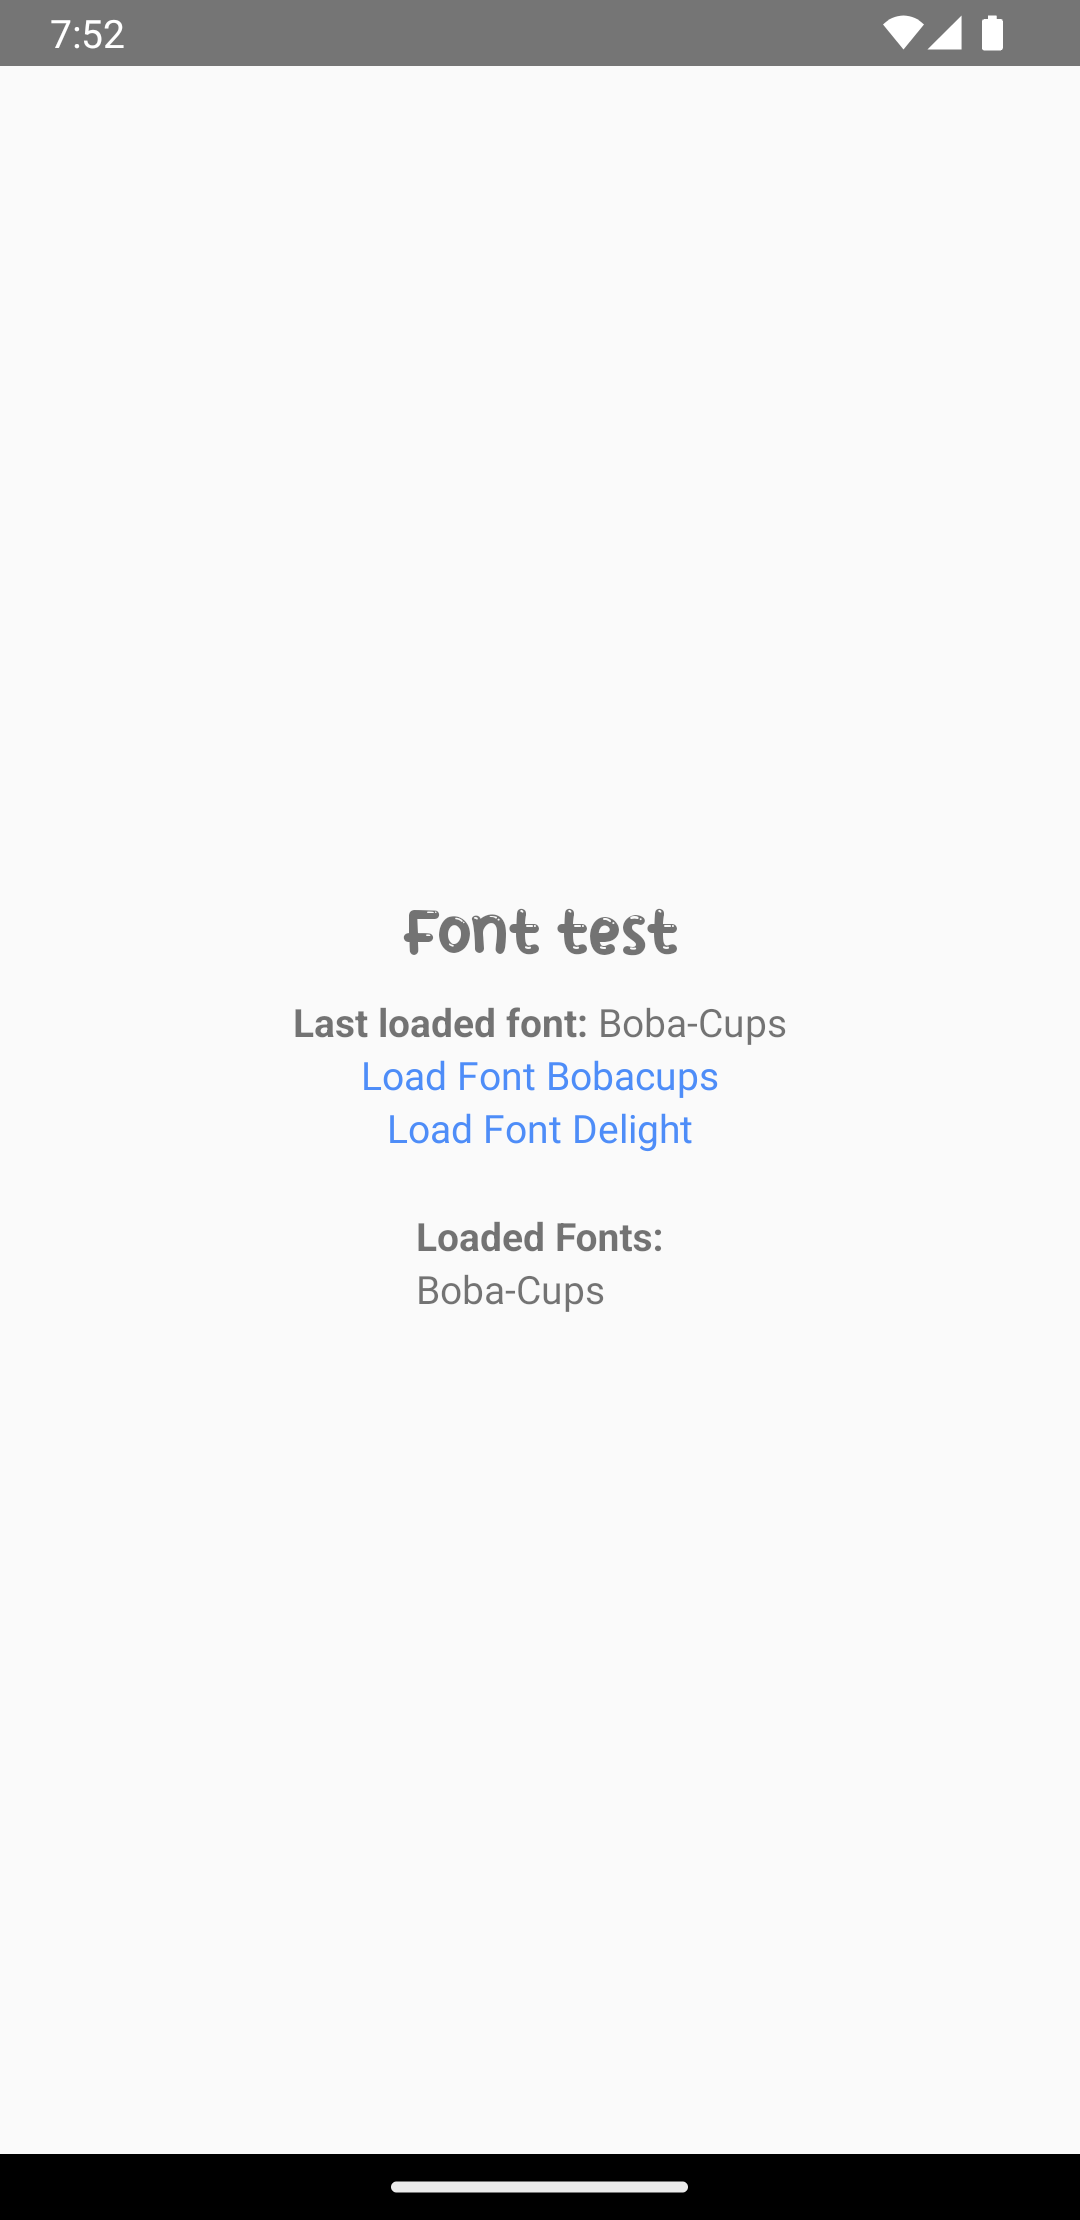 7:52
Font test
Last loaded font: Boba-Cups
Load Font Bobacups
Load Font Delight
Loaded Fonts:
Boba-Cups